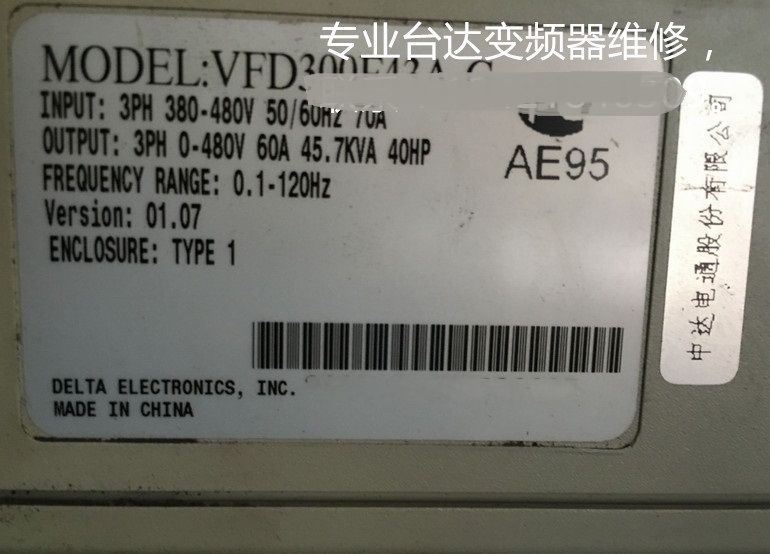 专业台达变频器维修，
MODEL:VFD300F43A-G
INPUT: 3PH 380-480V 50/60HZ 70A
OUTPUT: 3PH 0-480V 60A 45.7KVA 40HP
FREQUENCY RANGE: 0.1-120Hz
Version: 01.07
ENCLOSURE: TYPE 1
AE95
DELTA ELECTRONICS, INC.
MADE IN CHINA
中达电通股份有限公司